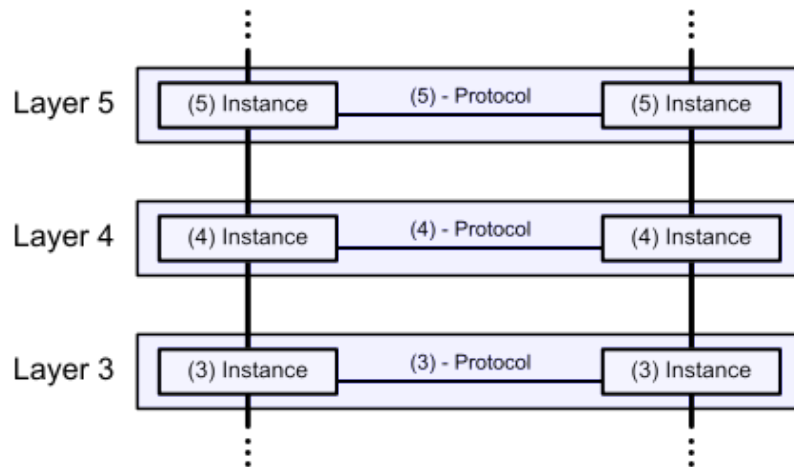 Layer 5
(5) Instance
(5) - Protocol
(5) Instance
Layer 4
(4) Instance
(4) - Protocol
(4) Instance
Layer 3
(3) Instance
(3) - Protocol
(3) Instance